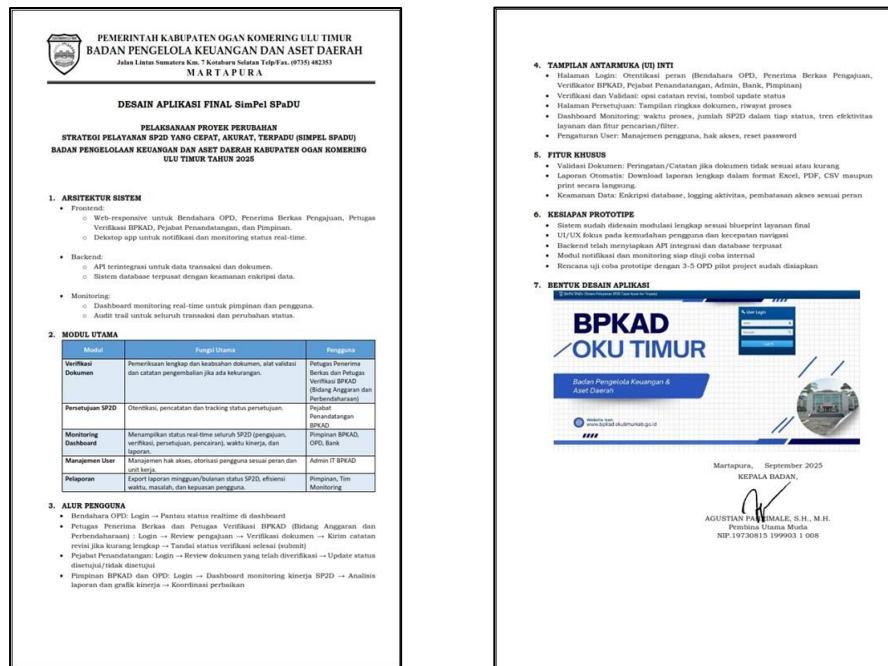 PEMERINTAH KABUPATEN OGAN KOMERING ULU TIMUR
BADAN PENGELOLA KEUANGAN DAN ASET DAERAH
Jalan Lintas Sumatera Km. 7 Kotabaru Selatan Telp/Fax. (0735) 482353
M A R T A P U R A
DESAIN APLIKASI FINAL SimPel SPaDU
PELAKSANAAN PROYEK PERUBAHAN
STRATEGI PELAYANAN SP2D YANG CEPAT, AKURAT, TERPADU (SIMPEL SPADU)
BADAN PENGELOLAAN KEUANGAN DAN ASET DAERAH KABUPATEN OGAN KOMERING
ULU TIMUR TAHUN 2025
1. ARSITEKTUR SISTEM
• Frontend:
o Web-responsive untuk Bendahara OPD, Penerima Berkas Pengajuan, Petugas
Verifikasi BPKAD, Pejabat Penandatangan, dan Pimpinan.
o Dekstop app untuk notifikasi dan monitoring status real-time.
• Backend:
o API terintegrasi untuk data transaksi dan dokumen.
o Sistem database terpusat dengan keamanan enkripsi data.
• Monitoring:
o Dashboard monitoring real-time untuk pimpinan dan pengguna.
o Audit trail untuk seluruh transaksi dan perubahan status.
2. MODUL UTAMA
Modul Fungsi Utama Pengguna
Verifikasi Dokumen Pemeriksaan lengkap dan keabsahan dokumen, alat validasi dan catatan pengembalian jika ada kekurangan. Petugas Penerima Berkas dan Petugas Verifikasi BPKAD (Bidang Anggaran dan Perbendaharaan)
Persetujuan SP2D Otentikasi, pencatatan dan tracking status persetujuan. Pejabat Penandatangan BPKAD
Monitoring Dashboard Menampilkan status real-time seluruh SP2D (pengajuan, verifikasi, persetujuan, pencairan), waktu kinerja, dan laporan. Pimpinan BPKAD, OPD, Bank
Manajemen User Manajemen hak akses, otorisasi pengguna sesuai peran dan unit kerja. Admin IT BPKAD
Pelaporan Export laporan mingguan/bulanan status SP2D, efisiensi waktu, masalah, dan kepuasan pengguna. Pimpinan, Tim Monitoring
3. ALUR PENGGUNA
• Bendahara OPD: Login → Pantau status realtime di dashboard
• Petugas Penerima Berkas dan Petugas Verifikasi BPKAD (Bidang Anggaran dan
Perbendaharaan) : Login → Review pengajuan → Verifikasi dokumen → Kirim catatan
revisi jika kurang lengkap → Tandai status verifikasi selesai (submit)
• Pejabat Penandatangan: Login → Review dokumen yang telah diverifikasi → Update status
disetujui/tidak disetujui
• Pimpinan BPKAD dan OPD: Login → Dashboard monitoring kinerja SP2D → Analisis
laporan dan grafik kinerja → Koordinasi perbaikan
4. TAMPILAN ANTARMUKA (UI) INTI
• Halaman Login: Otentikasi peran (Bendahara OPD, Penerima Berkas Pengajuan,
Verifikator BPKAD, Pejabat Penandatangan, Admin, Bank, Pimpinan)
• Verifikasi dan Validasi: opsi catatan revisi, tombol update status
• Halaman Persetujuan: Tampilan ringkas dokumen, riwayat proses
• Dashboard Monitoring: waktu proses, jumlah SP2D dalam tiap status, tren efektivitas
layanan dan fitur pencarian/filter.
• Pengaturan User: Manajemen pengguna, hak akses, reset password
5. FITUR KHUSUS
• Validasi Dokumen: Peringatan/Catatan jika dokumen tidak sesuai atau kurang
• Laporan Otomatis: Download laporan lengkap dalam format Excel, PDF, CSV maupun
print secara langsung.
• Keamanan Data: Enkripsi database, logging aktivitas, pembatasan akses sesuai peran
6. KESIAPAN PROTOTIPE
• Sistem sudah didesain modulasi lengkap sesuai blueprint layanan final
• UI/UX fokus pada kemudahan pengguna dan kecepatan navigasi
• Backend telah menyiapkan API integrasi dan database terpusat
• Modul notifikasi dan monitoring siap diuji coba internal
• Rencana uji coba prototipe dengan 3–5 OPD pilot project sudah disiapkan
7. BENTUK DESAIN APLIKASI
User Login
BPKAD
OKU TIMUR
Badan Pengelola Keuangan &
Aset Daerah
www.bpkad.okutimurkab.go.id
Martapura, September 2025
KEPALA BADAN,
AGUSTIAN S.H., M.H.
Pembina Utama Muda
NIP.19730815 199903 1 008